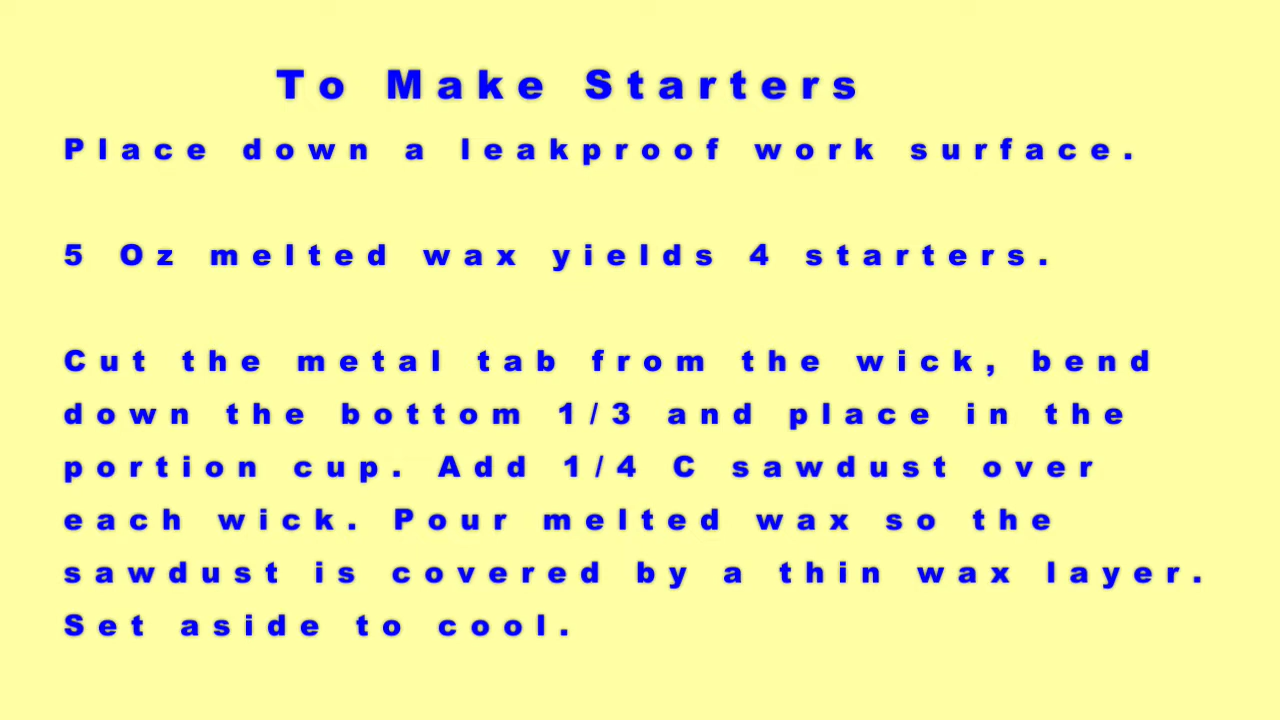 To Make Starters
Place down a leakproof work surface.
5 Oz melted wax yields 4 starters.
Cut the metal tab from the wick, bend
down the bottom 1/3 and place in the
portion cup. Add 1/4 C sawdust over
each wick. Pour melted wax so the
sawdust is covered by a thin wax layer.
Set aside to cool.